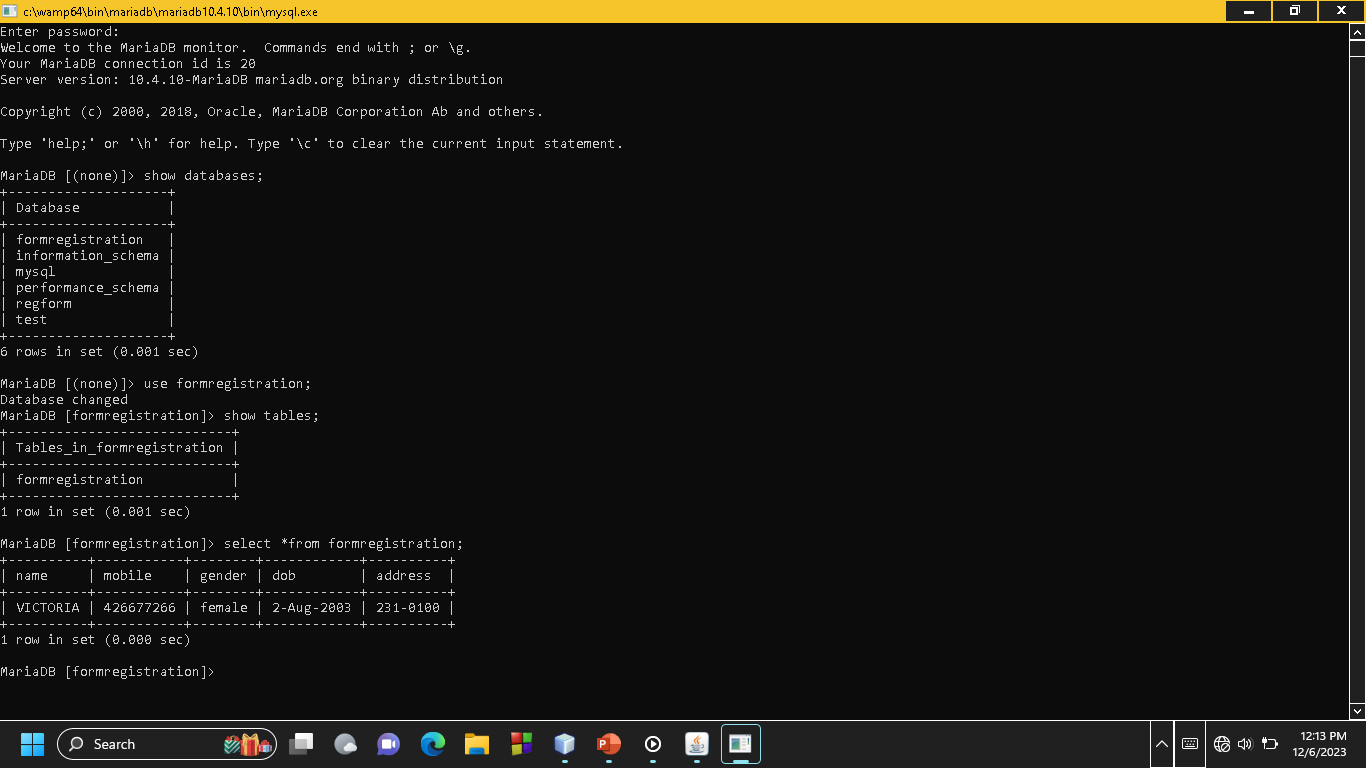 c:\wamp64\bin\mariadb\mariadb10.4.10\bin\mysql.exe
Enter password:
Welcome to the MariaDB monitor.  Commands end with ; or \g.
Your MariaDB connection id is 20
Server version: 10.4.10-MariaDB mariadb.org binary distribution
Copyright (c) 2000, 2018, Oracle, MariaDB Corporation Ab and others.
Type 'help;' or '\h' for help. Type '\c' to clear the current input statement.
MariaDB [(none)]> show databases;
+--------------------+
| Database           |
+--------------------+
| formregistration   |
| information_schema |
| mysql              |
| performance_schema |
| regform            |
| test               |
+--------------------+
6 rows in set (0.001 sec)
MariaDB [(none)]> use formregistration;
Database changed
MariaDB [formregistration]> show tables;
+----------------------------+
| Tables_in_formregistration |
+----------------------------+
| formregistration           |
+----------------------------+
1 row in set (0.001 sec)
MariaDB [formregistration]> select *from formregistration;
+----------+-----------+--------+------------+----------+
| name     | mobile    | gender | dob        | address  |
+----------+-----------+--------+------------+----------+
| VICTORIA | 426677266 | female | 2-Aug-2003 | 231-0100 |
+----------+-----------+--------+------------+----------+
1 row in set (0.000 sec)
MariaDB [formregistration]>
Search
12:13 PM
12/6/2023